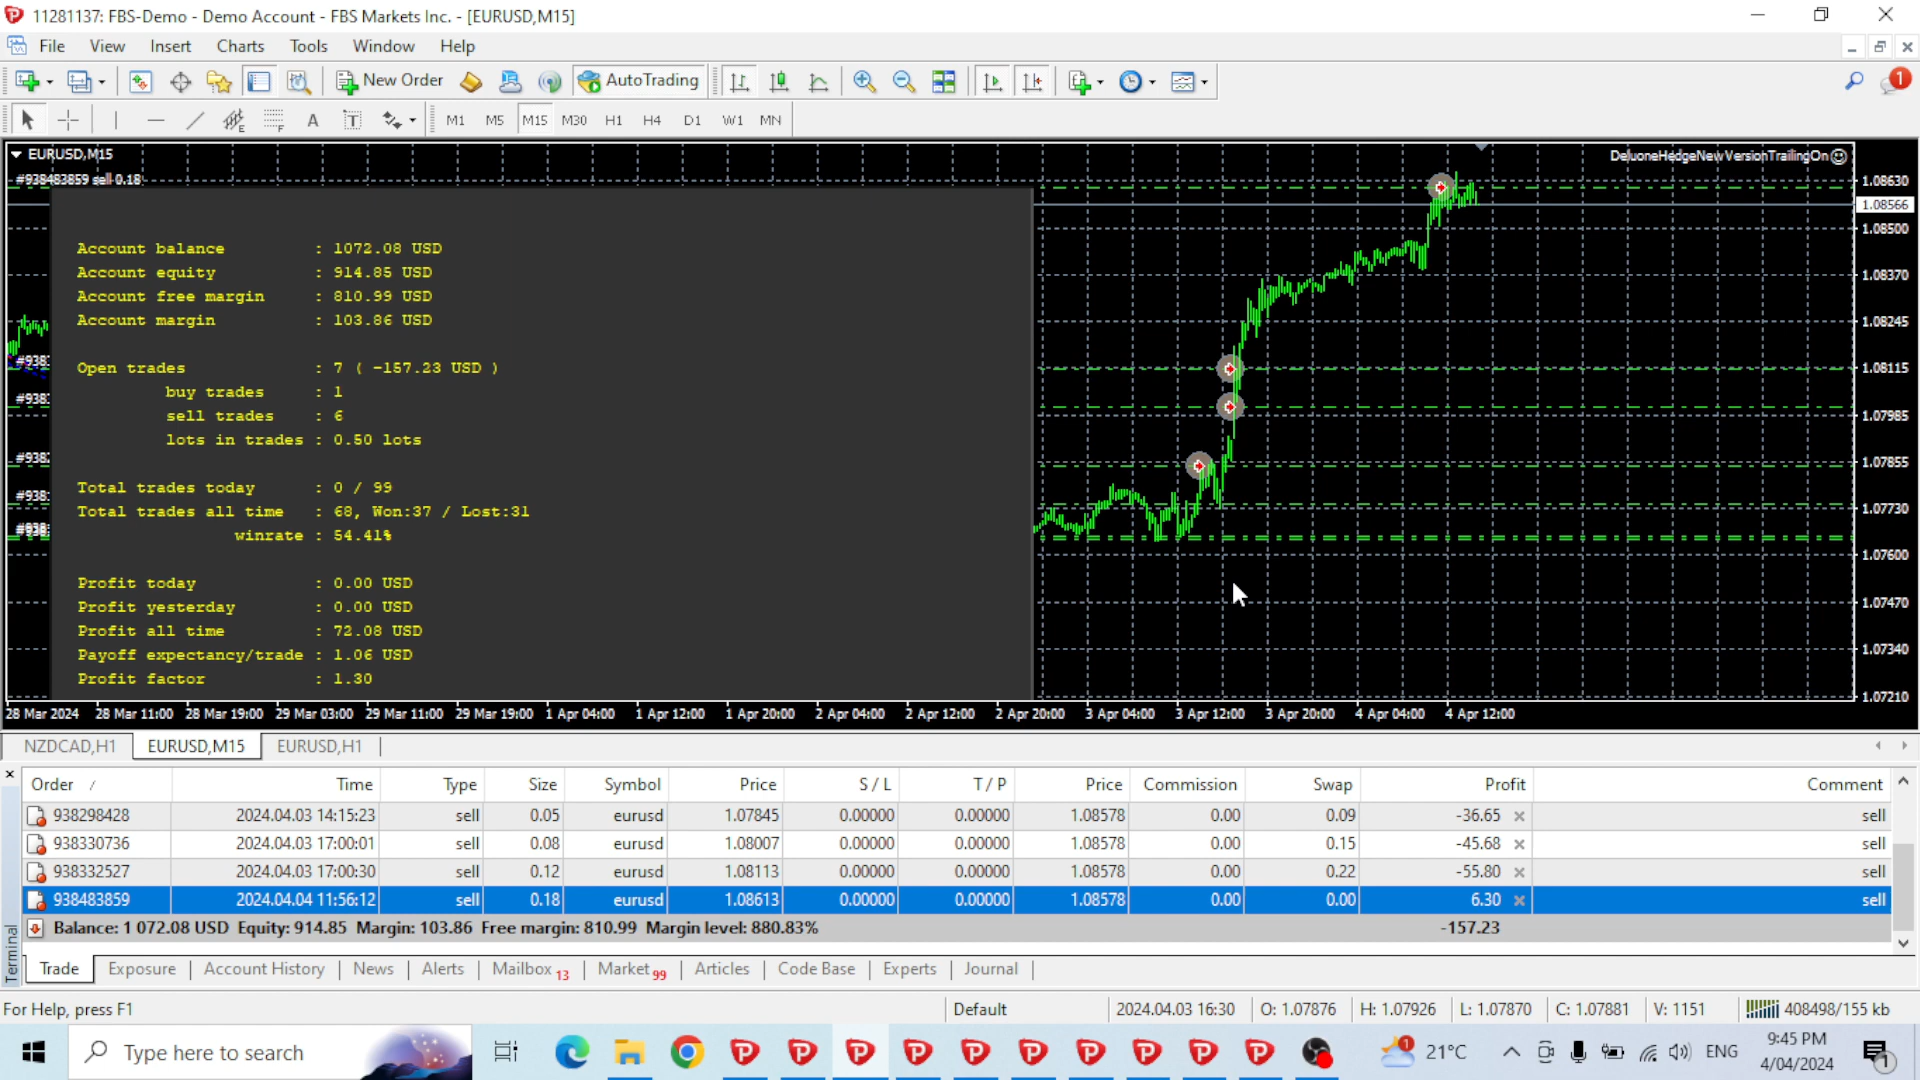 11281137: FBS-Demo - Demo Account - FBS Markets Inc. - [EURUSD,M15]
File View Insert Charts Tools Window Help
New Order AutoTrading 1
A T M1 M5 M15 M30 H1 H4 D1 W1 MN
EURUSD,M15 DeluoneHedgeNewVersionTrailingOn
#938483859 sell 0.18
1.08630
1.08566
1.08500
1.08370
1.08245
1.08115
1.07985
1.07855
1.07730
1.07600
1.07470
1.07340
1.07210
Account balance : 1072.08 USD
Account equity : 914.85 USD
Account free margin : 810.99 USD
Account margin : 103.86 USD
Open trades : 7 ( -157.23 USD )
buy trades : 1
sell trades : 6
lots in trades : 0.50 lots
Total trades today : 0 / 99
Total trades all time : 68, Won:37 / Lost:31
winrate : 54.41%
Profit today : 0.00 USD
Profit yesterday : 0.00 USD
Profit all time : 72.08 USD
Payoff expectancy/trade : 1.06 USD
Profit factor : 1.30
28 Mar 2024 28 Mar 11:00 28 Mar 19:00 29 Mar 03:00 29 Mar 11:00 29 Mar 19:00 1 Apr 04:00 1 Apr 12:00 1 Apr 20:00 2 Apr 04:00 2 Apr 12:00 2 Apr 20:00 3 Apr 04:00 3 Apr 12:00 3 Apr 20:00 4 Apr 04:00 4 Apr 12:00
NZDCAD,H1 EURUSD,M15 EURUSD,H1
Order / Time Type Size Symbol Price S / L T / P Price Commission Swap Profit Comment
938298428 2024.04.03 14:15:23 sell 0.05 eurusd 1.07845 0.00000 0.00000 1.08578 0.00 0.09 -36.65 sell
938330736 2024.04.03 17:00:01 sell 0.08 eurusd 1.08007 0.00000 0.00000 1.08578 0.00 0.15 -45.68 sell
938332527 2024.04.03 17:00:30 sell 0.12 eurusd 1.08113 0.00000 0.00000 1.08578 0.00 0.22 -55.80 sell
938483859 2024.04.04 11:56:12 sell 0.18 eurusd 1.08613 0.00000 0.00000 1.08578 0.00 0.00 6.30 sell
Balance: 1 072.08 USD Equity: 914.85 Margin: 103.86 Free margin: 810.99 Margin level: 880.83% -157.23
Terminal
Trade Exposure Account History News Alerts Mailbox 13 Market 99 Articles Code Base Experts Journal
For Help, press F1 Default 2024.04.03 16:30 O: 1.07876 H: 1.07926 L: 1.07870 C: 1.07881 V: 1151 408498/155 kb
Type here to search 1 21°C ENG 9:45 PM
4/04/2024 1